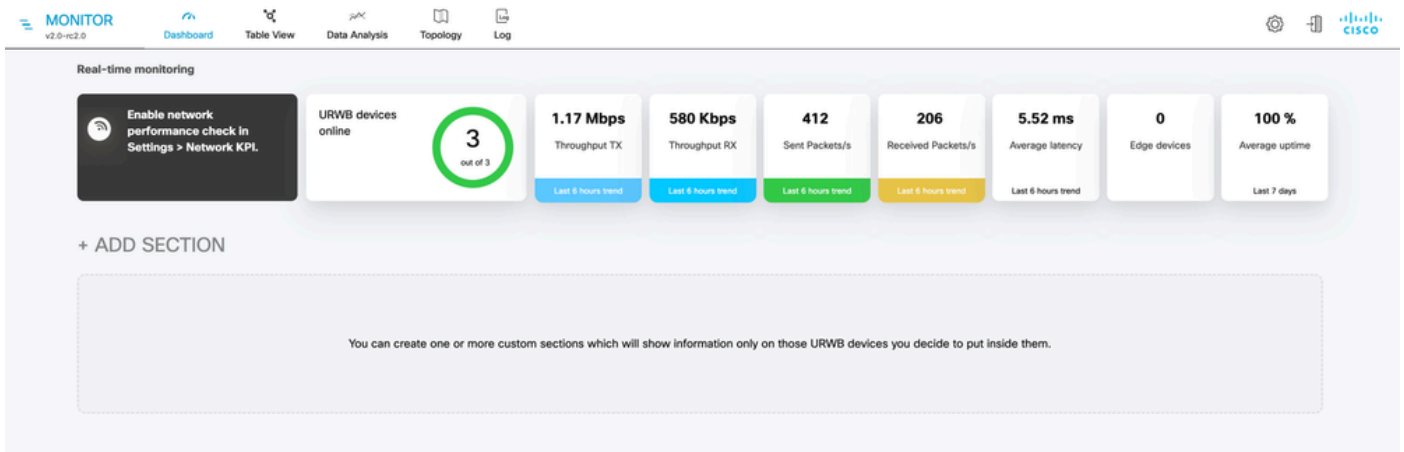 MONITOR
v2.0-rc2.0
Dashboard
Table View
Data Analysis
Topology
Log
Log
CISCO
Real-time monitoring
Enable network
performance check in
Settings > Network KPI.
URWB devices
online
3
out of 3
1.17 Mbps
Throughput TX
Last 6 hours trend
580 Kbps
Throughput RX
Last 6 hours trend
412
Sent Packets/s
Last 6 hours trend
206
Received Packets/s
Last 6 hours trend
5.52 ms
Average latency
Last 6 hours trend
0
Edge devices
100 %
Average uptime
Last 7 days
+ ADD SECTION
You can create one or more custom sections which will show information only on those URWB devices you decide to put inside them.